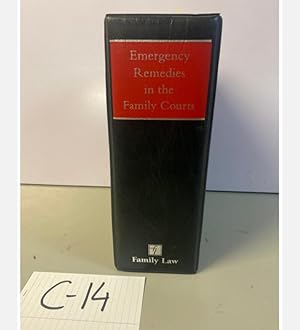 Emergency
Remedies
in the
Family Courts
Family Law
C-14